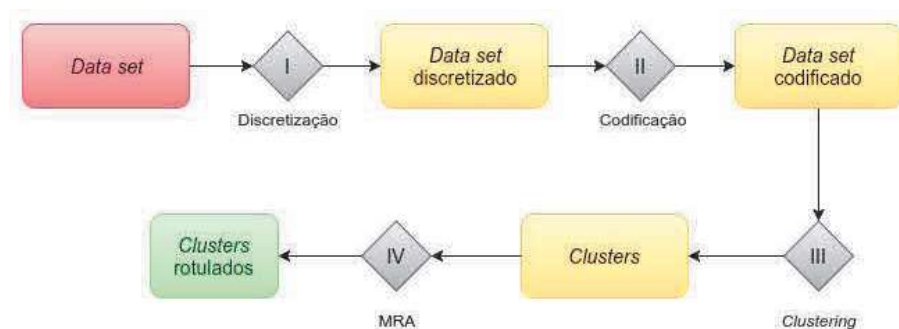 Data set
I
Discretização
Data set
discretizado
II
Codificação
Data set
codificado
III
Clustering
Clusters
IV
MRA
Clusters
rotulados